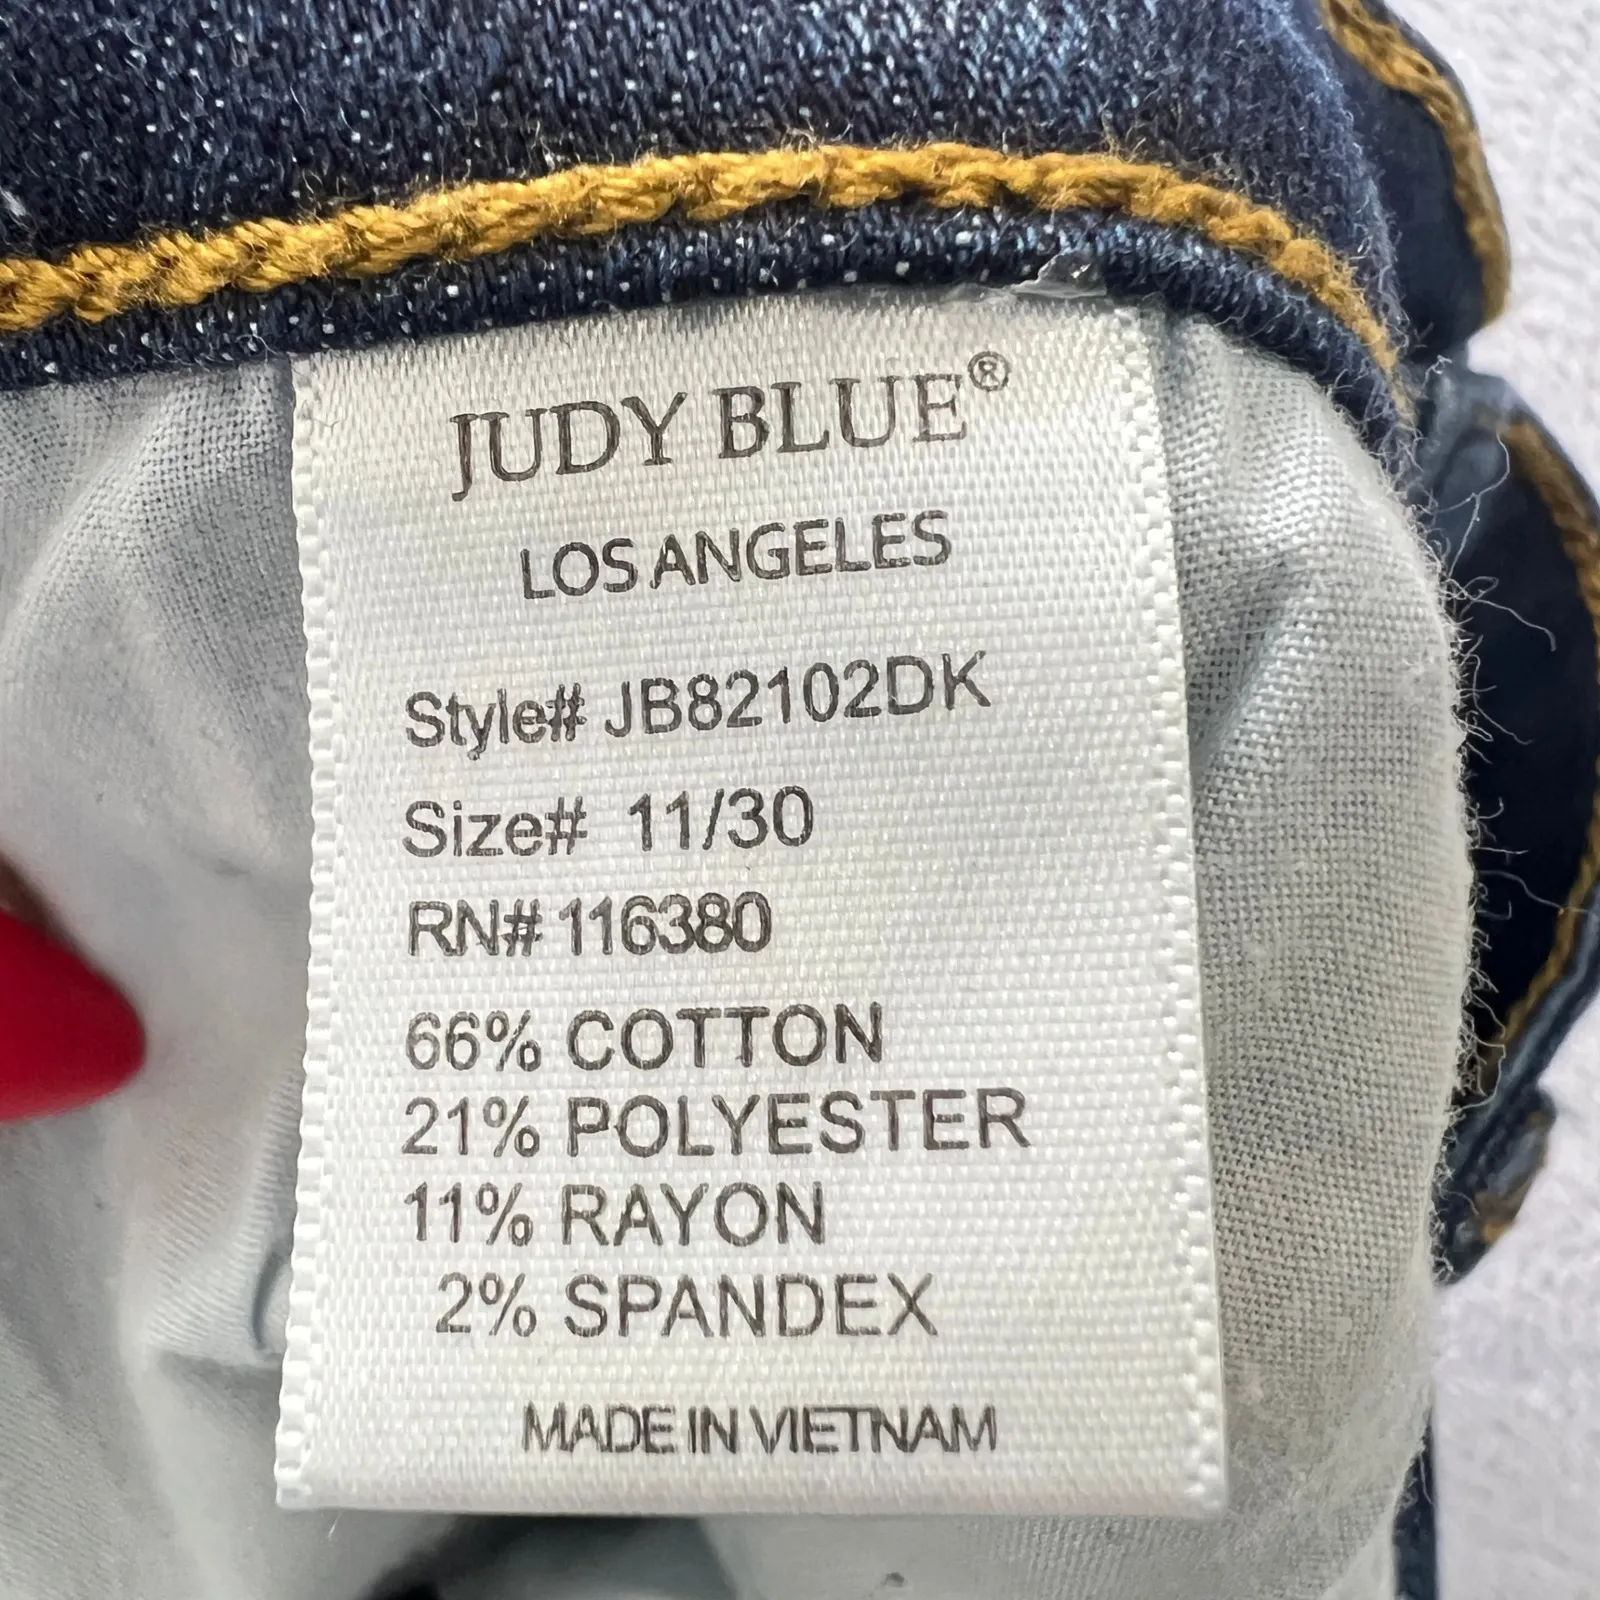 JUDY BLUE®
LOS ANGELES
Style# JB82102DK
Size# 11/30
RN# 116380
66% COTTON
21% POLYESTER
11% RAYON
2% SPANDEX
MADE IN VIETNAM